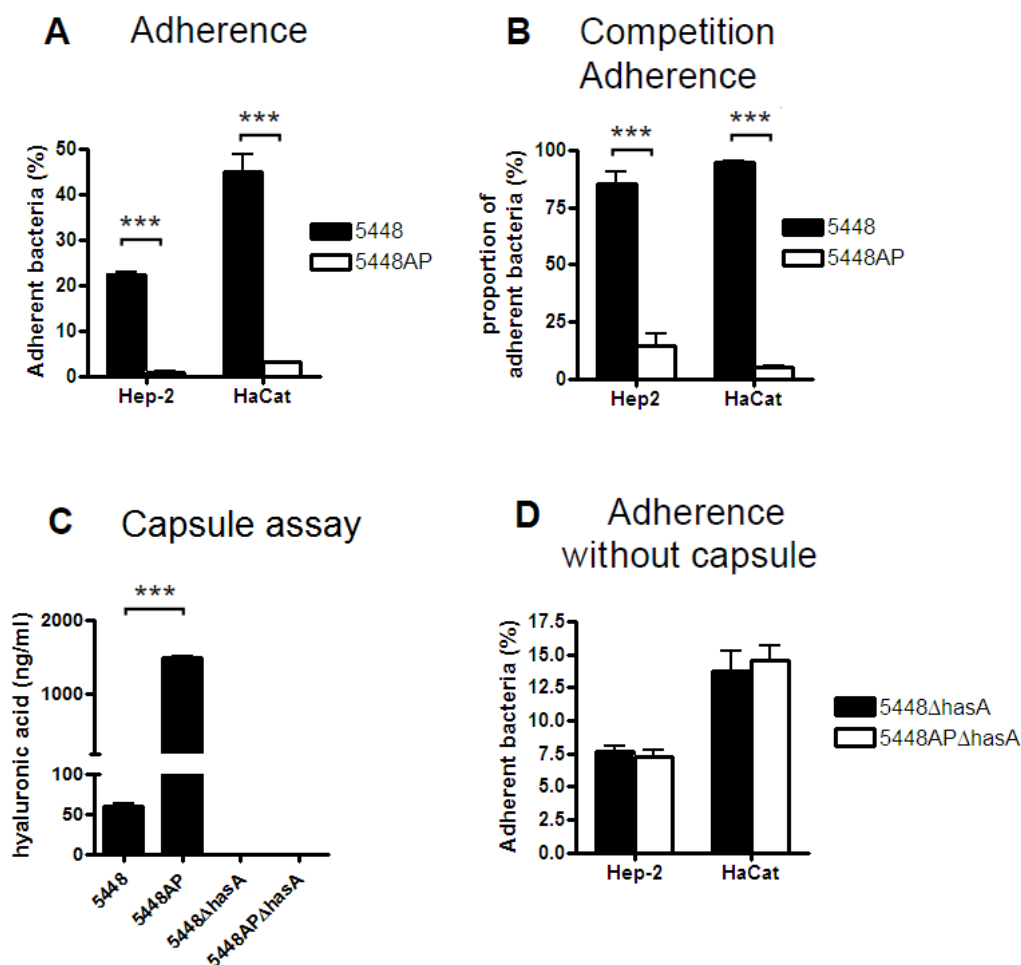 A Adherence
***
***
Adherent bacteria (%)
50
40
30
20
10
0
Hep-2
HaCat
5448
5448AP
B Competition
Adherence
***
***
proportion of
adherent bacteria (%)
100
75
50
25
0
Hep2
HaCat
5448
5448AP
C Capsule assay
***
hyaluronic acid (ng/ml)
2000
1000
100
50
0
5448
5448AP
5448ΔhasA
5448APΔhasA
D Adherence
without capsule
Adherent bacteria (%)
17.5
15.0
12.5
10.0
7.5
5.0
2.5
0.0
Hep-2
HaCat
5448ΔhasA
5448APΔhasA